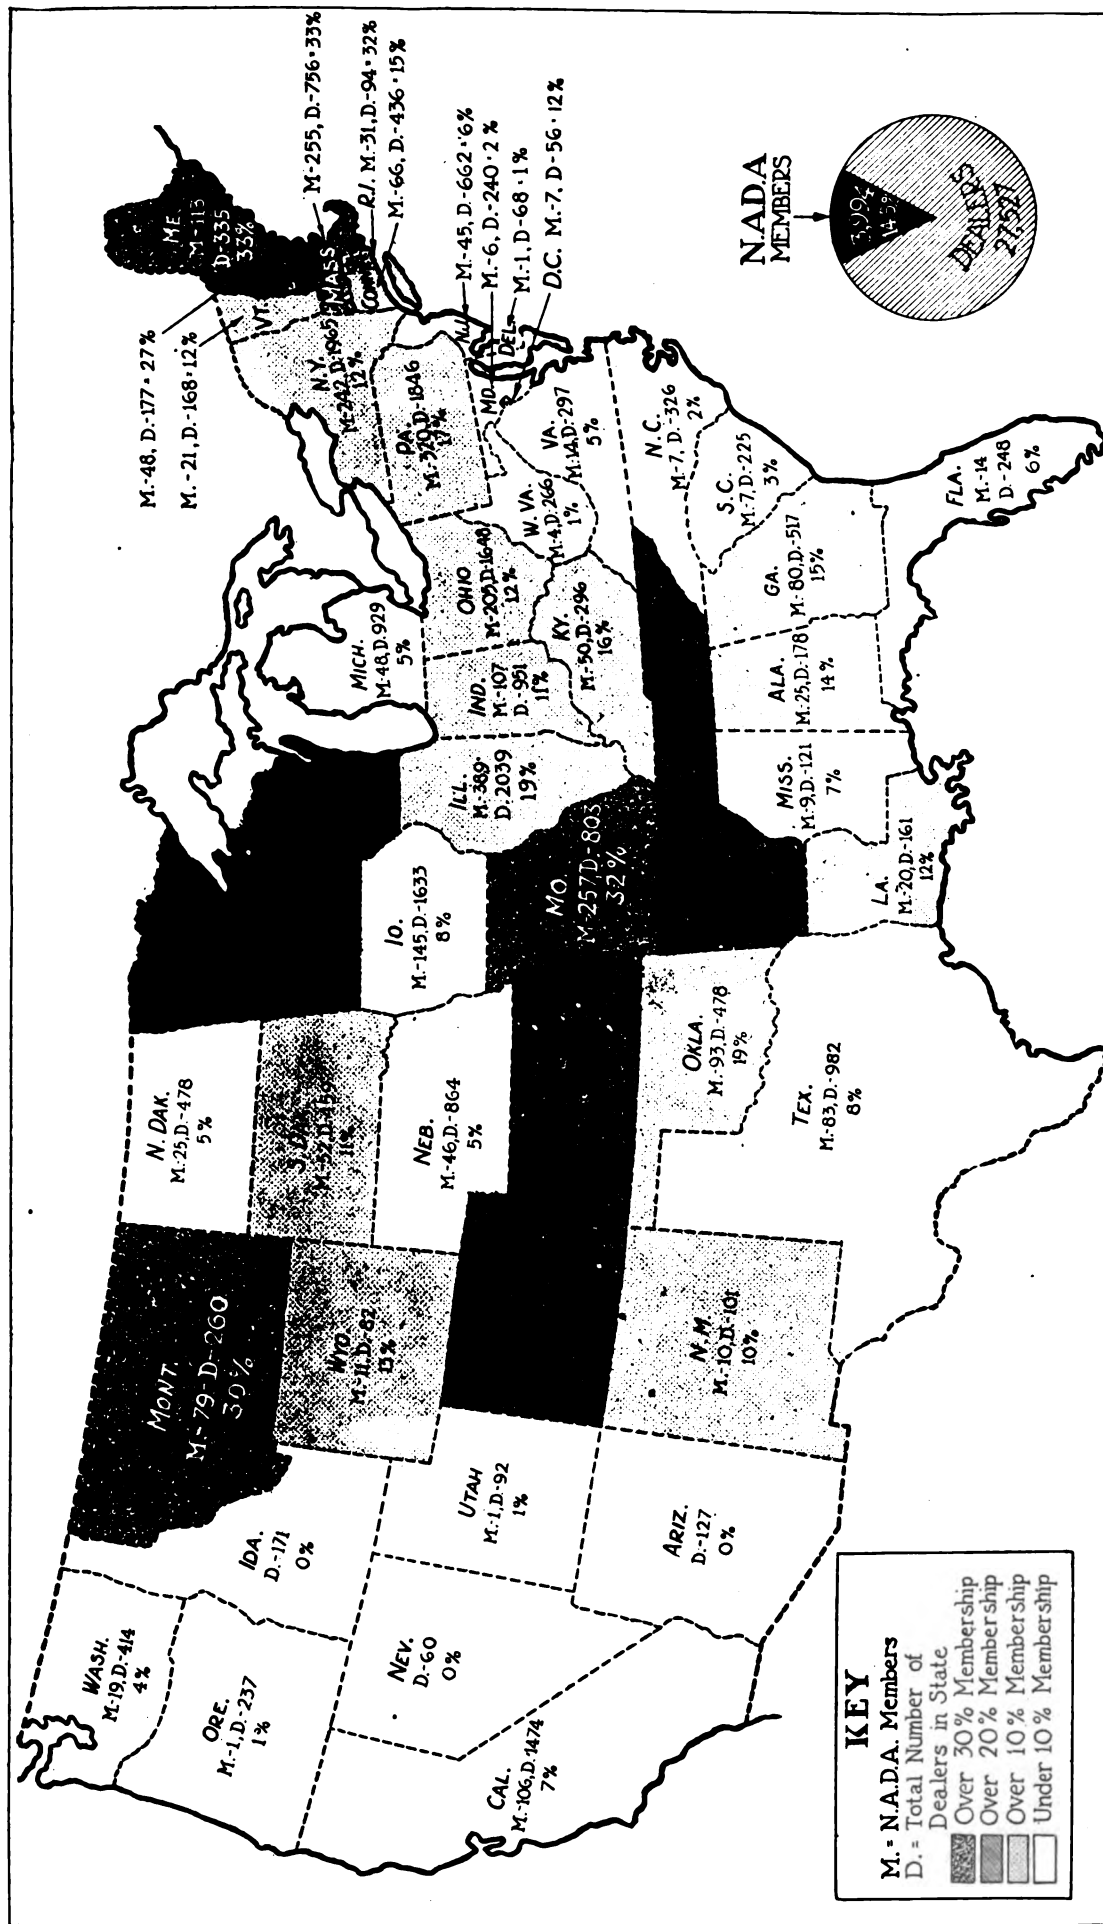 WASH.
M.-19, D.-414
4%
ORE.
M.-1, D.-237
1%
CAL.
M.-106, D.1474
7%
NEV.
D.-60
0%
IDA.
D.-171
0%
MONT.
M.-79-D-260
30%
WYO.
M.-11, D.-82
13%
UTAH
M.-1, D.-92
1%
ARIZ.
D.-127
0%
N.M.
M.-10, D.-101
10%
N. DAK.
M.-25, D.-478
5%
S. DAK.
11%
NEB.
M.-46, D.-864
5%
OKLA.
M.-93, D.-478
19%
TEX.
M.-83, D.-982
8%
IO.
M.-145, D.-1633
8%
MO.
M-257, D.-803
32%
LA.
M.-20, D.-161
12%
ILL.
M.-389
D.2039
19%
MISS.
M.-9, D.-121
7%
MICH.
M.-48, D.929
5%
IND.
M.-107
D.-951
11%
OHIO
M-205, D-1648
12%
KY.
M.-50, D.-296
16%
ALA.
M.-25, D.-178
14%
GA.
M.-80, D.-517
15%
FLA.
M.-14
D.-248
6%
S.C.
M.-7, D.-225
3%
N.C.
M.-7, D.-326
2%
VA.
M-14, D-297
5%
W. VA.
M-4, D.266
1%
PA.
M.-320, D.-1846
17%
N.Y.
M-242, D-1965
12%
VT.
ME.
M-113
D-335
33%
MASS
CONN.
N.J.
MD.
DEL.
M.-48, D.-177•27%
M.-21, D.-168•12%
M-255, D.-756•33%
R.I. M.-31, D.-94•32%
M.-66, D.-436•15%
M.-45, D.-662•6%
M.-6, D.-240•2%
M.-1, D.-68•1%
D.C. M.-7, D-56•12%
N.A.D.A
MEMBERS
3,994
14.5%
DEALERS
27,527
KEY
M. = N.A.D.A. Members
D. = Total Number of
Dealers in State
Over 30% Membership
Over 20% Membership
Over 10% Membership
Under 10% Membership